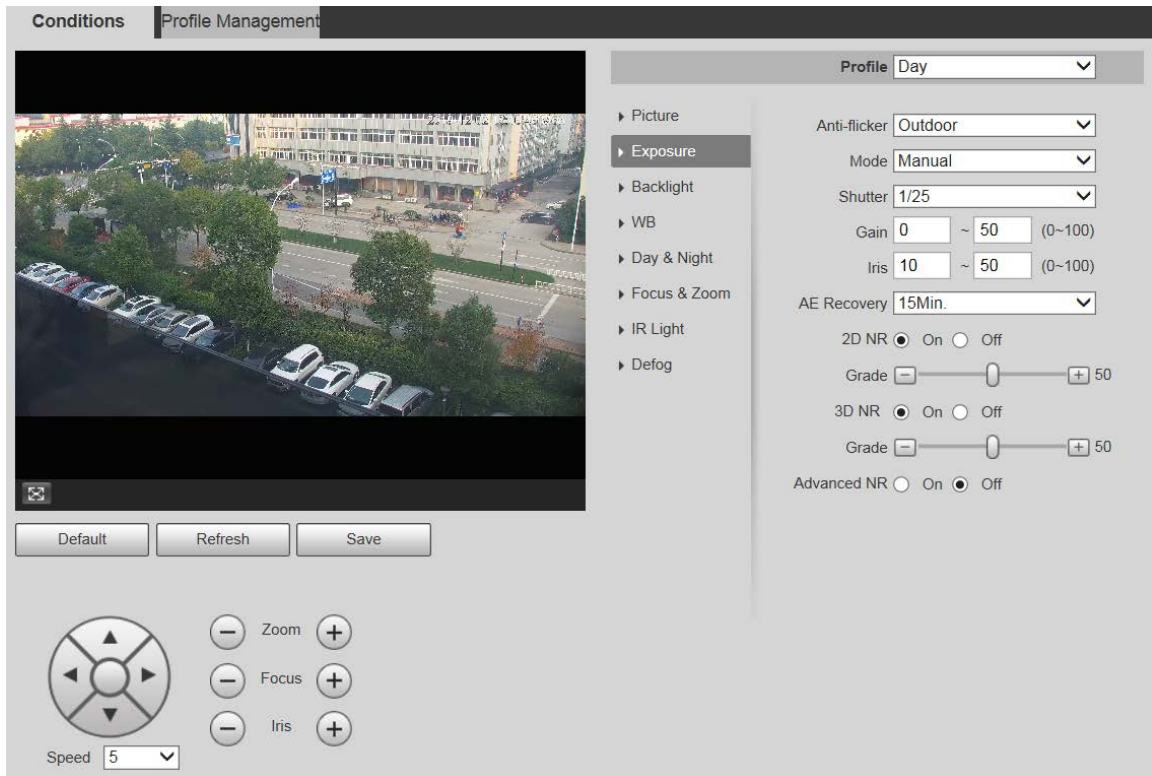 Conditions
Profile Management
Profile Day
Picture
Exposure
Backlight
WB
Day & Night
Focus & Zoom
IR Light
Defog
Anti-flicker Outdoor
Mode Manual
Shutter 1/25
Gain 0 ~ 50 (0~100)
Iris 10 ~ 50 (0~100)
AE Recovery 15Min.
2D NR On Off
Grade 50
3D NR On Off
Grade 50
Advanced NR On Off
Default
Refresh
Save
Zoom
Focus
Iris
Speed 5